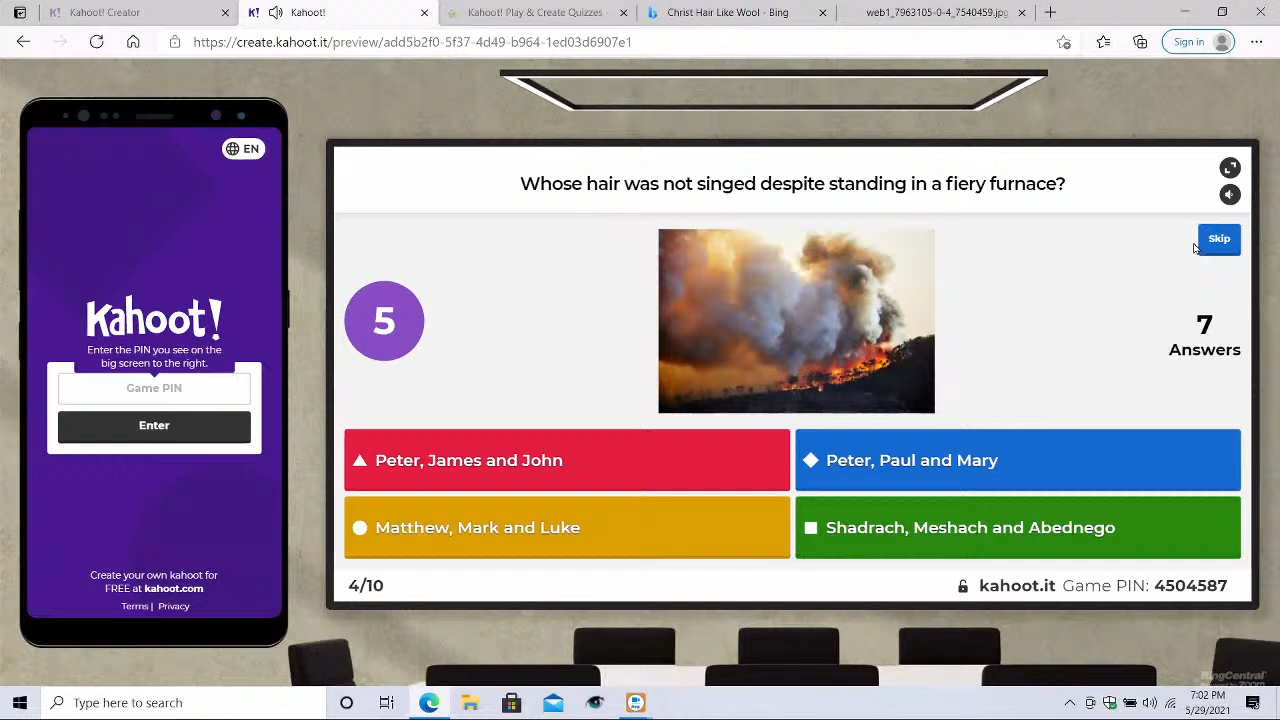 Kahoot! Creator
Kahoot!
Kahoot! Play & Create Quizzes -
Christ Hair Like Wool - Bing
web1_7963105-0-4_7540459.jpg
https://create.kahoot.it/preview/add5b2f0-5f37-4d49-b964-1ed03d6907e1
Sign in
EN
Kahoot!
Enter the PIN you see on the
big screen to the right.
Game PIN
Enter
Create your own kahoot for
FREE at kahoot.com
Terms | Privacy
Whose hair was not singed despite standing in a fiery furnace?
Skip
5
7
Answers
Peter, James and John
Peter, Paul and Mary
Matthew, Mark and Luke
Shadrach, Meshach and Abednego
4/10
kahoot.it Game PIN: 4504587
RingCentral
Type here to search
7:02 PM
5/29/2021